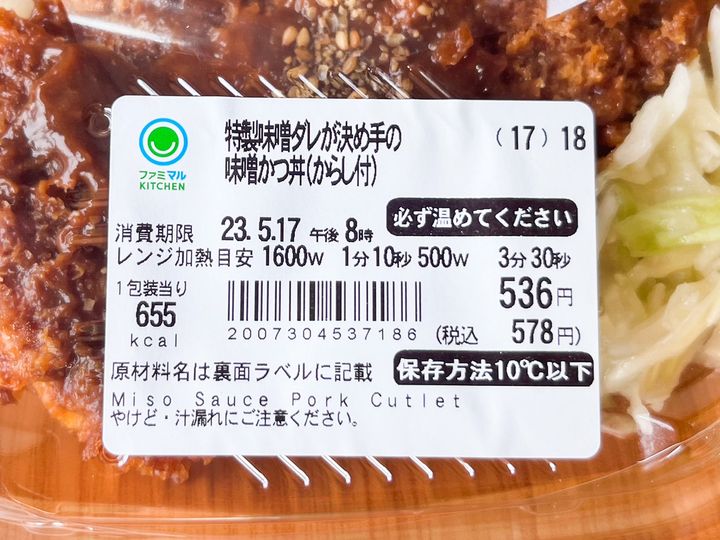 特製味噌ダレが決め手の
味噌かつ丼(からし付)
(17) 18
ファミマル
KITCHEN
必ず温めてください
消費期限 23. 5.17 午後 8時
レンジ加熱目安 1600W 1分10秒 500W 3分30秒
1包装当り
655
kcal
2007304537186
536円
(税込 578円)
原材料名は裏面ラベルに記載
保存方法10℃以下
Miso Sauce Pork Cutlet
やけど・汁漏れにご注意ください。